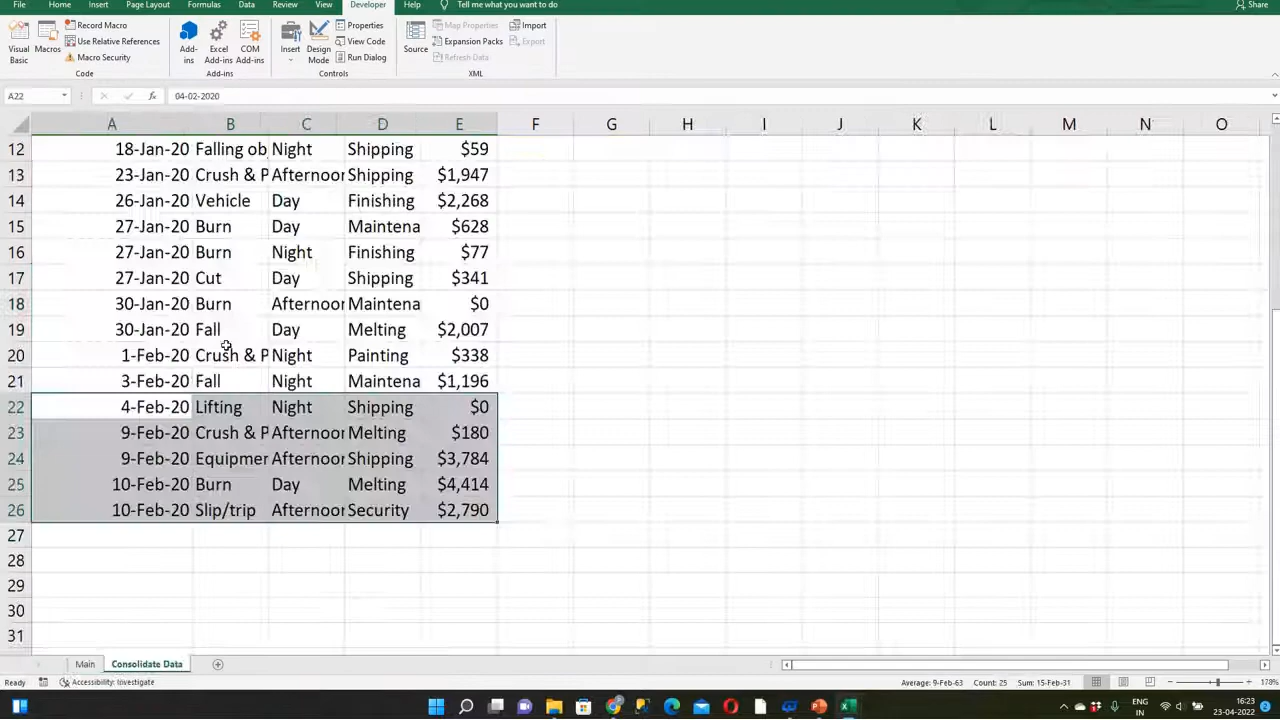 File Home Insert Page Layout Formulas Data Review View Developer Help Tell me what you want to do Share
Visual Basic
Macros
Record Macro
Use Relative References
Macro Security
Code
Add-ins
Excel Add-ins
COM Add-ins
Add-ins
Insert
Design Mode
Properties
View Code
Run Dialog
Controls
Source
Map Properties
Expansion Packs
Refresh Data
Import
Export
XML
A22 fx 04-02-2020
A B C D E F G H I J K L M N O
12 18-Jan-20 Falling ob Night Shipping $59
13 23-Jan-20 Crush & P Afternoon Shipping $1,947
14 26-Jan-20 Vehicle Day Finishing $2,268
15 27-Jan-20 Burn Day Maintena $628
16 27-Jan-20 Burn Night Finishing $77
17 27-Jan-20 Cut Day Shipping $341
18 30-Jan-20 Burn Afternoon Maintena $0
19 30-Jan-20 Fall Day Melting $2,007
20 1-Feb-20 Crush & P Night Painting $338
21 3-Feb-20 Fall Night Maintena $1,196
22 4-Feb-20 Lifting Night Shipping $0
23 9-Feb-20 Crush & P Afternoon Melting $180
24 9-Feb-20 Equipmen Afternoon Shipping $3,784
25 10-Feb-20 Burn Day Melting $4,414
26 10-Feb-20 Slip/trip Afternoon Security $2,790
27
28
29
30
31
Main Consolidate Data
Ready Accessibility: Investigate Average: 9-Feb-63 Count: 25 Sum: 15-Feb-31 178%
ENG IN 16:23 23-04-2022